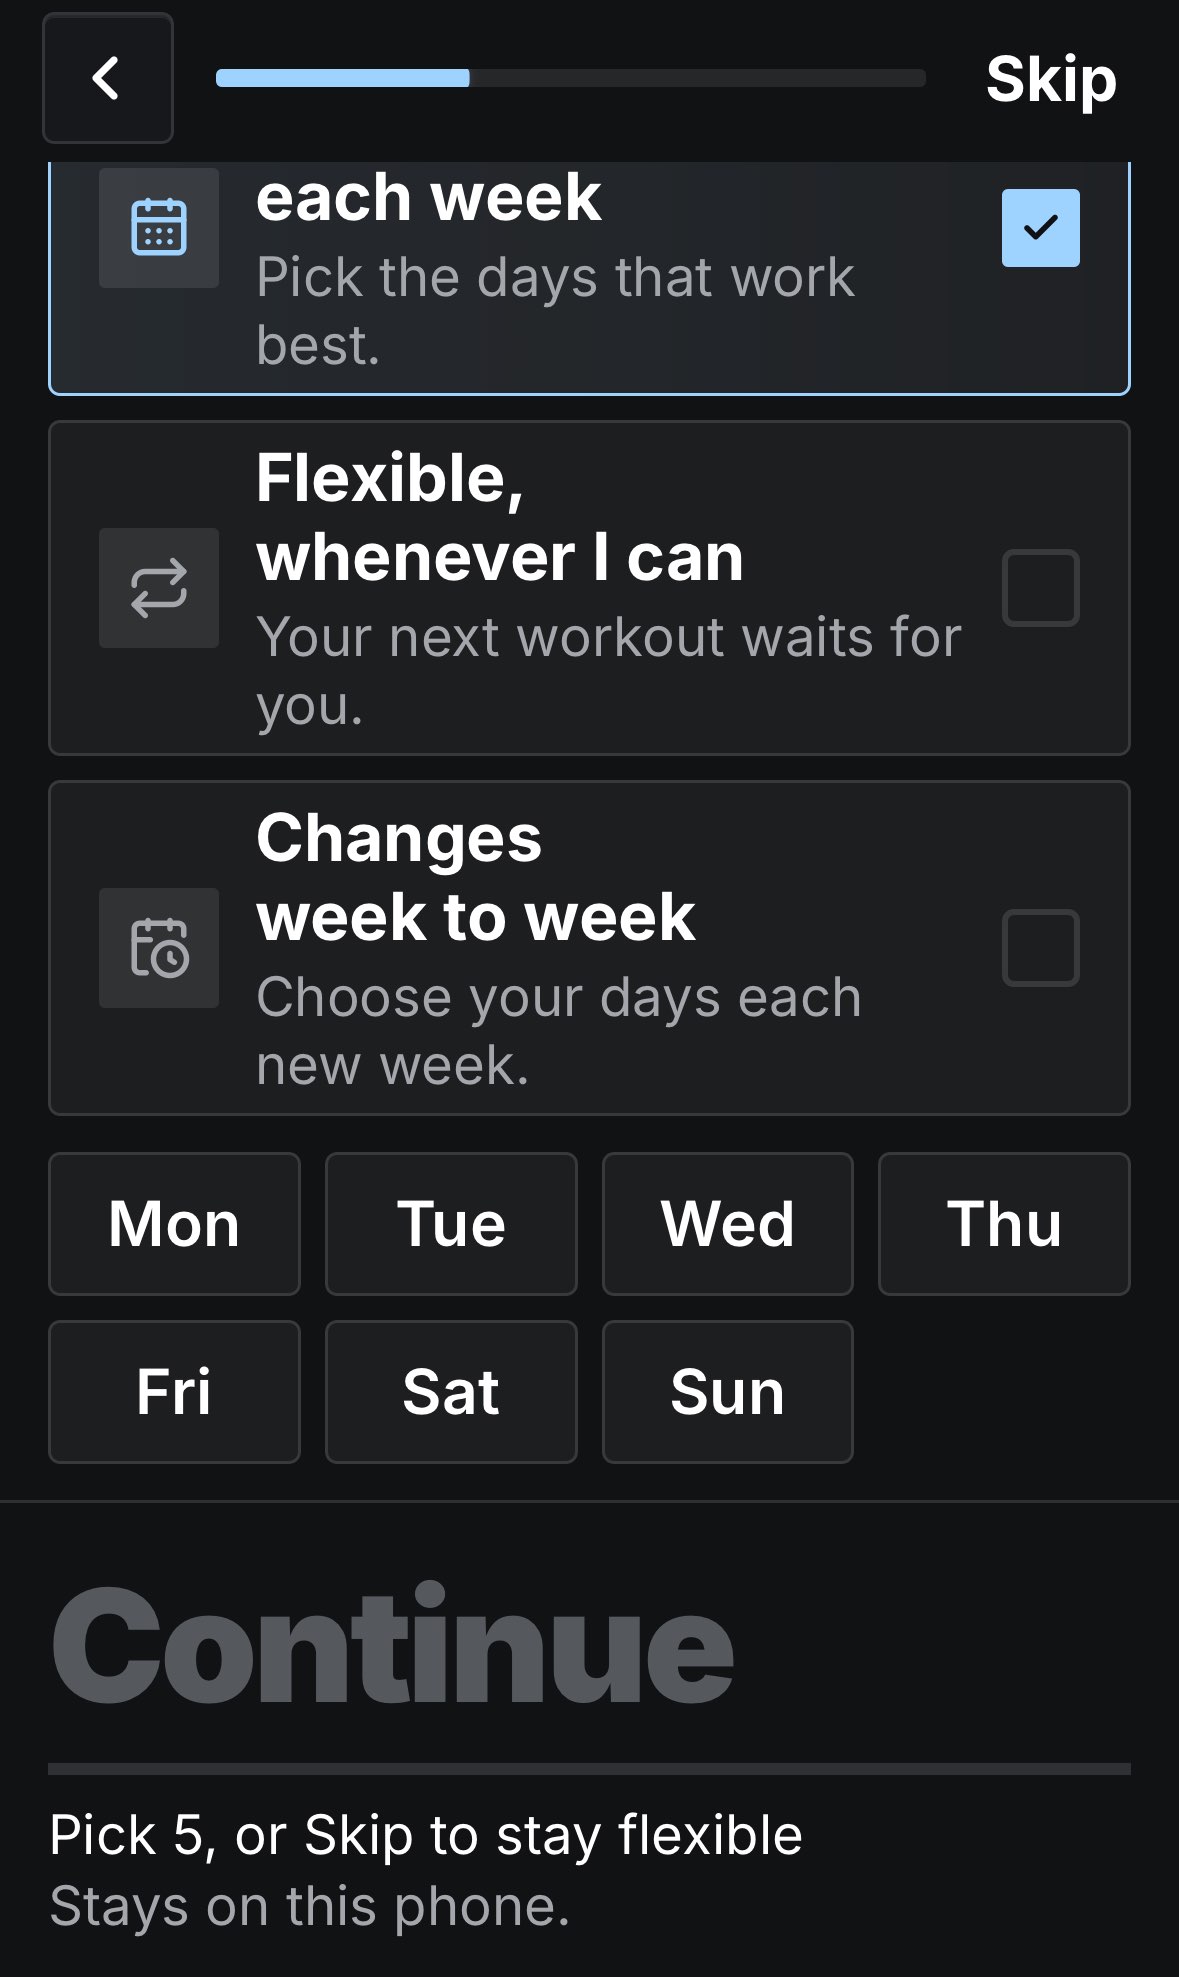 Skip
each week
Pick the days that work
best.
Flexible,
whenever I can
Your next workout waits for
you.
Changes
week to week
Choose your days each
new week.
Mon Tue Wed Thu
Fri Sat Sun
Continue
Pick 5, or Skip to stay flexible
Stays on this phone.